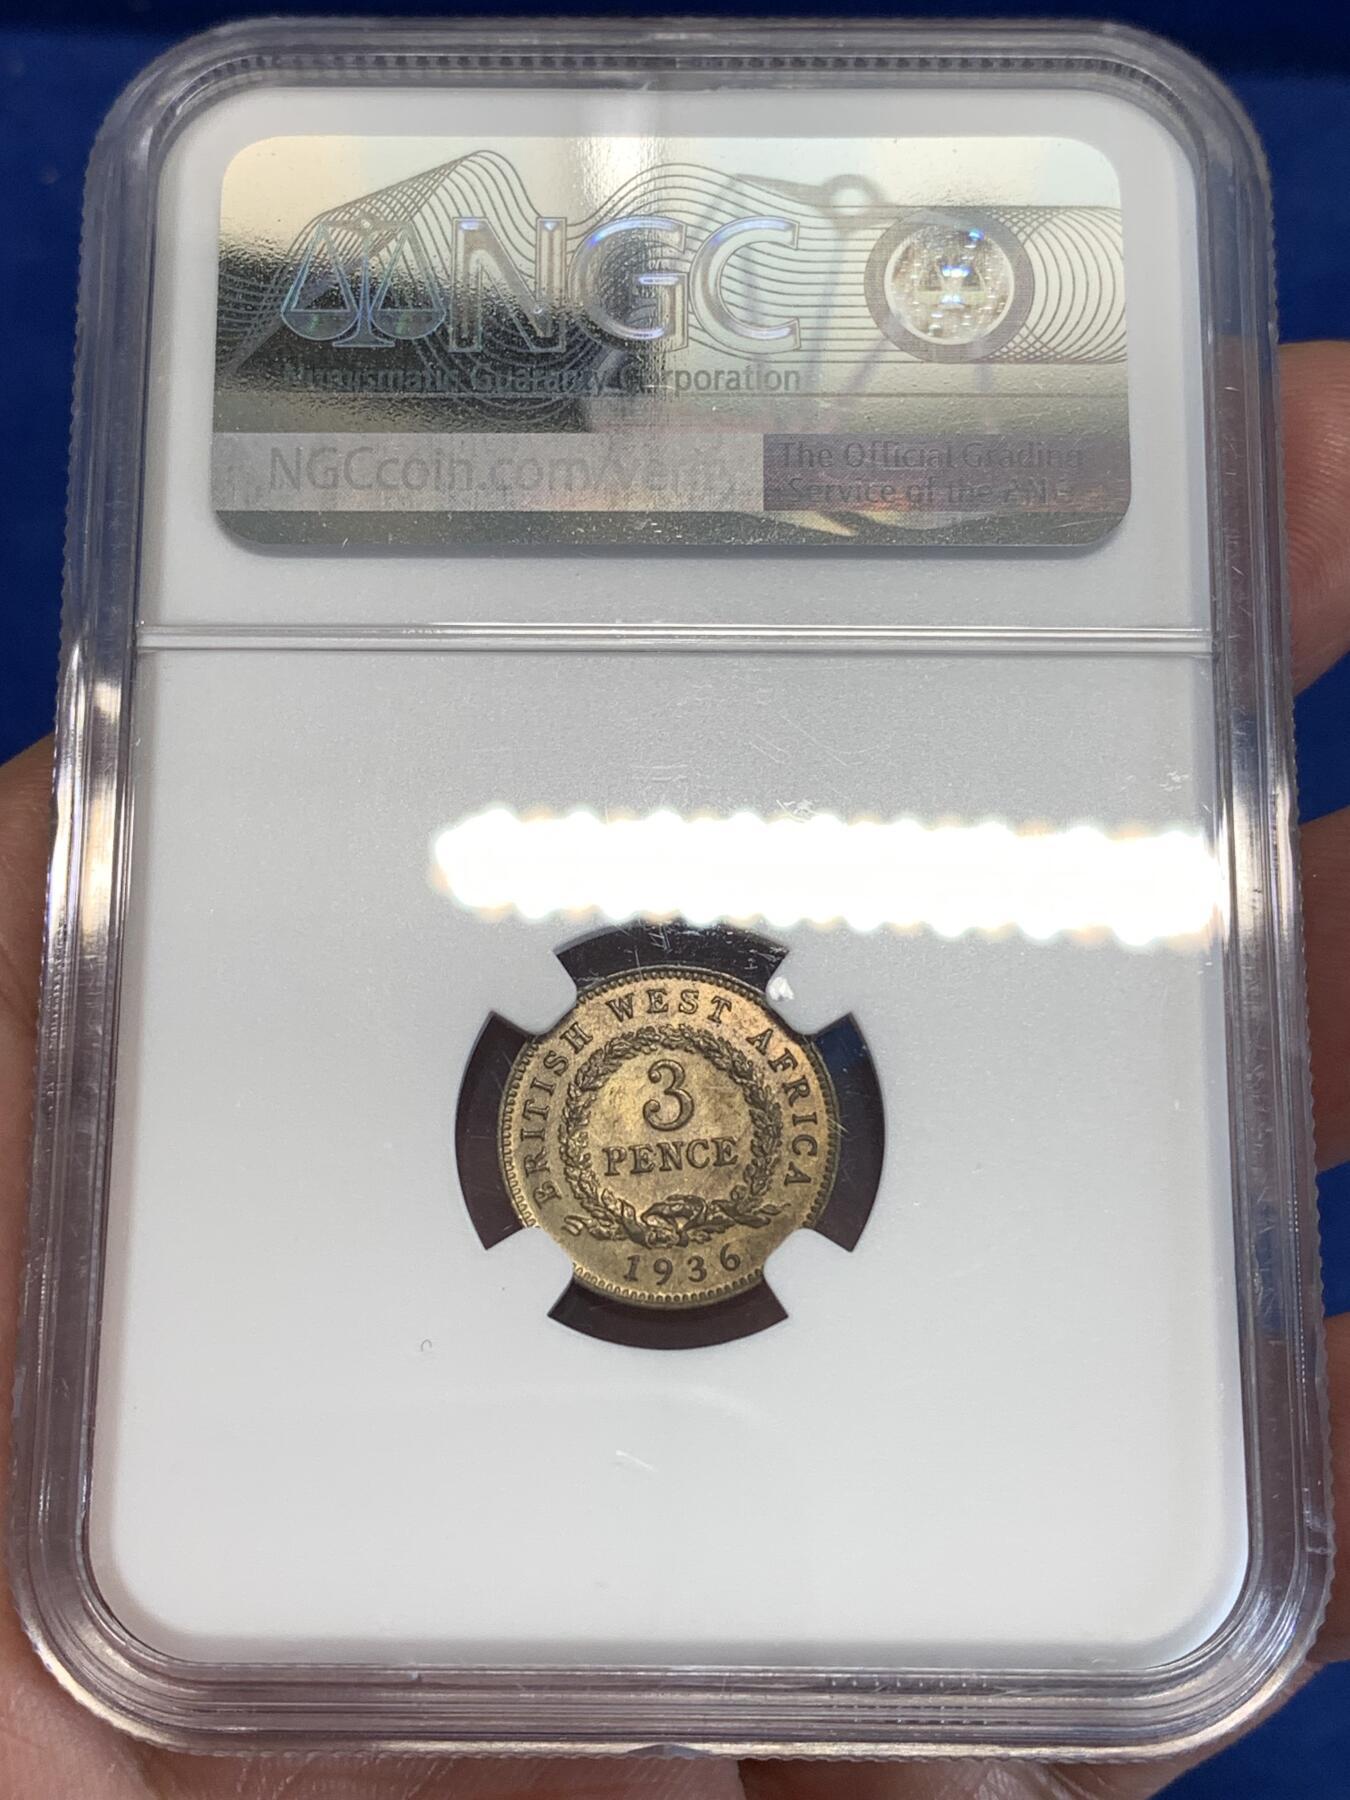 NGC
Numismatic Guaranty Corporation
NGCcoin.com/verify
The Official Grading
Service of the ANA
BRITISH WEST AFRICA
3
PENCE
1936